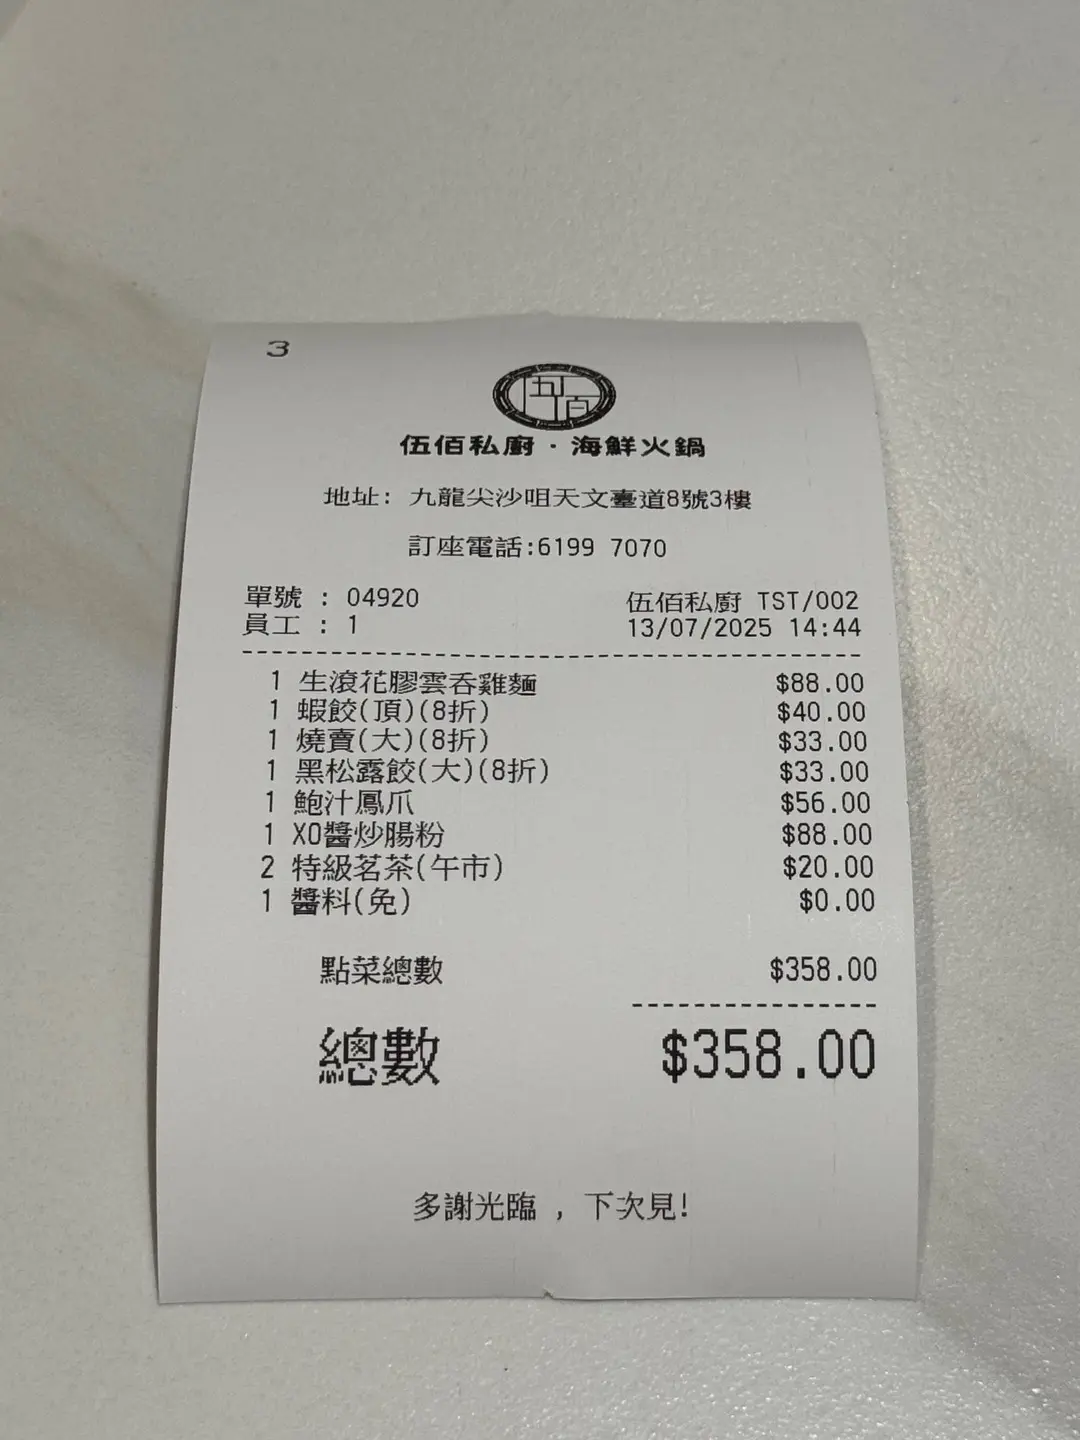 3
伍佰
伍佰私廚·海鮮火鍋
地址: 九龍尖沙咀天文臺道8號3樓
訂座電話:6199 7070
單號 : 04920 伍佰私廚 TST/002
員工 : 1 13/07/2025 14:44
1 生滾花膠雲吞雞麵 $88.00
1 蝦餃(頂)(8折) $40.00
1 燒賣(大)(8折) $33.00
1 黑松露餃(大)(8折) $33.00
1 鮑汁鳳爪 $56.00
1 XO醬炒腸粉 $88.00
2 特級茗茶(午市) $20.00
1 醬料(免) $0.00
點菜總數 $358.00
總數 $358.00
多謝光臨 , 下次見!